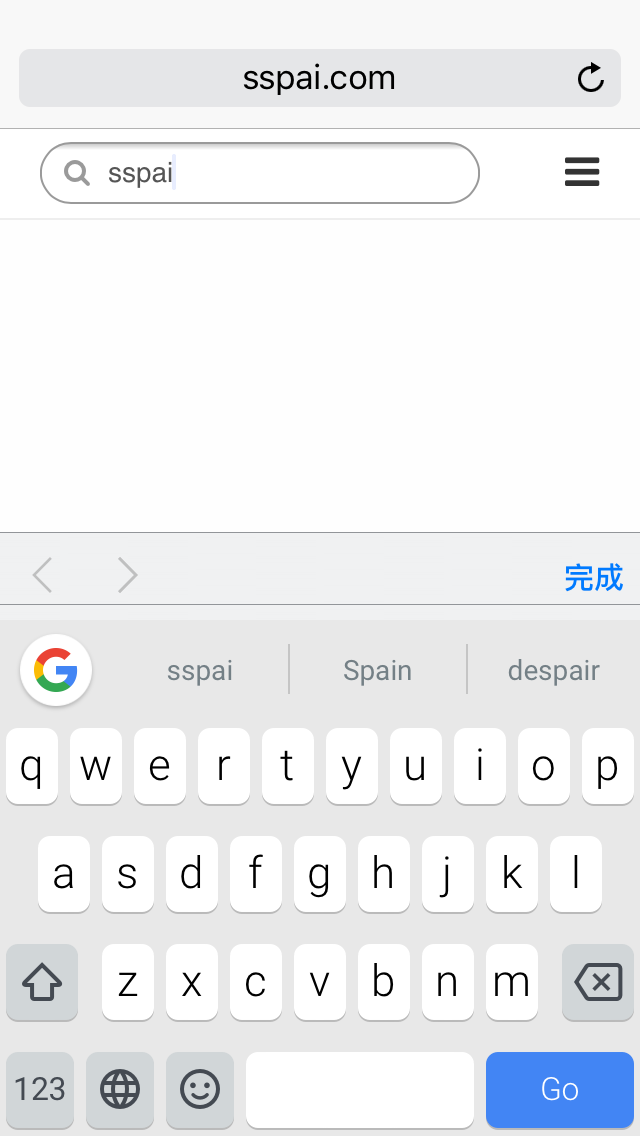 sspai.com
sspai
完成
sspai Spain despair
q w e r t y u i o p
a s d f g h j k l
z x c v b n m
123 Go